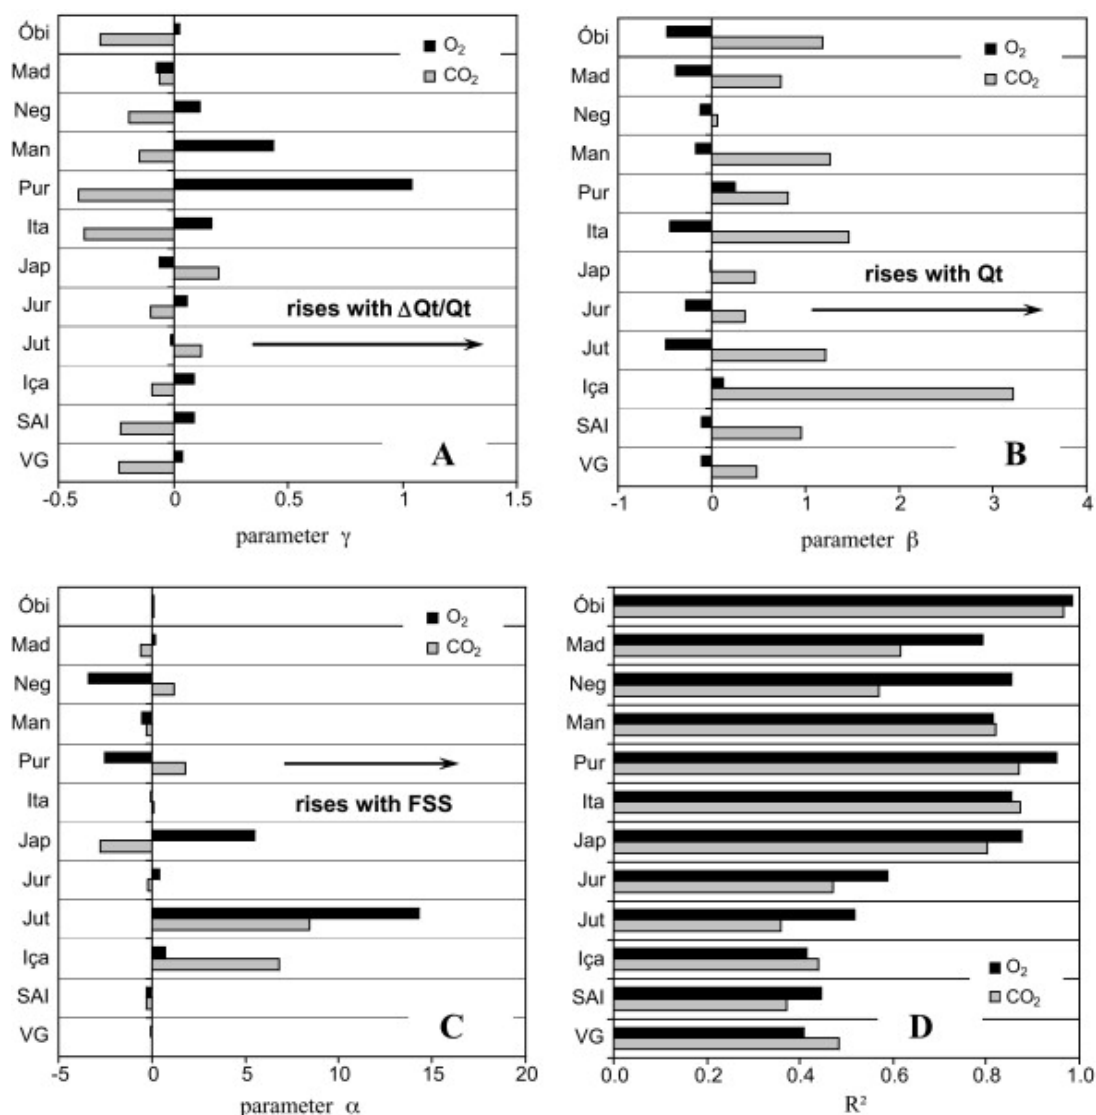 Óbi
Mad
Neg
Man
Pur
Ita
Jap
Jur
Jut
Iça
SAI
VG
O₂
CO₂
rises with ΔQt/Qt
A
-0.5 0 0.5 1 1.5
parameter γ
Óbi
Mad
Neg
Man
Pur
Ita
Jap
Jur
Jut
Iça
SAI
VG
O₂
CO₂
rises with Qt
B
-1 0 1 2 3 4
parameter β
Óbi
Mad
Neg
Man
Pur
Ita
Jap
Jur
Jut
Iça
SAI
VG
O₂
CO₂
rises with FSS
C
-5 0 5 10 15 20
parameter α
Óbi
Mad
Neg
Man
Pur
Ita
Jap
Jur
Jut
Iça
SAI
VG
O₂
CO₂
D
0.0 0.2 0.4 0.6 0.8 1.0
R²